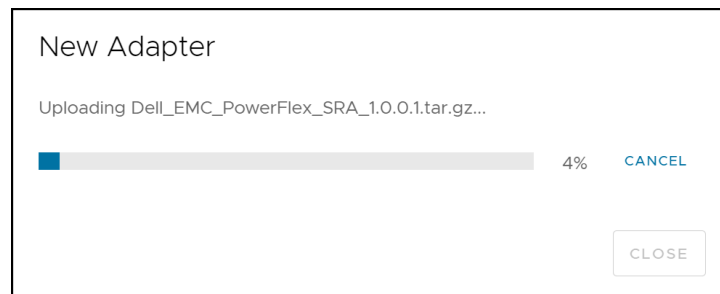 New Adapter
Uploading Dell_EMC_PowerFlex_SRA_1.0.0.1.tar.gz...
4% CANCEL
CLOSE